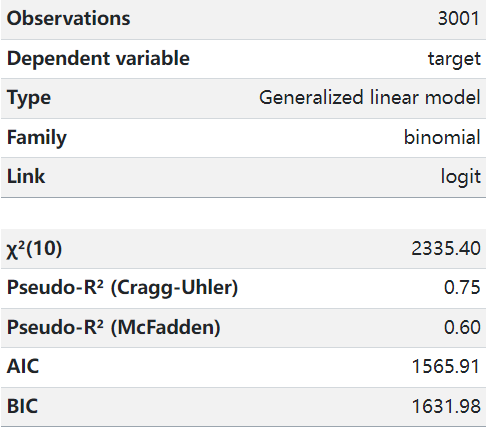 Observations 3001
Dependent variable target
Type Generalized linear model
Family binomial
Link logit
χ²(10) 2335.40
Pseudo-R² (Cragg-Uhler) 0.75
Pseudo-R² (McFadden) 0.60
AIC 1565.91
BIC 1631.98